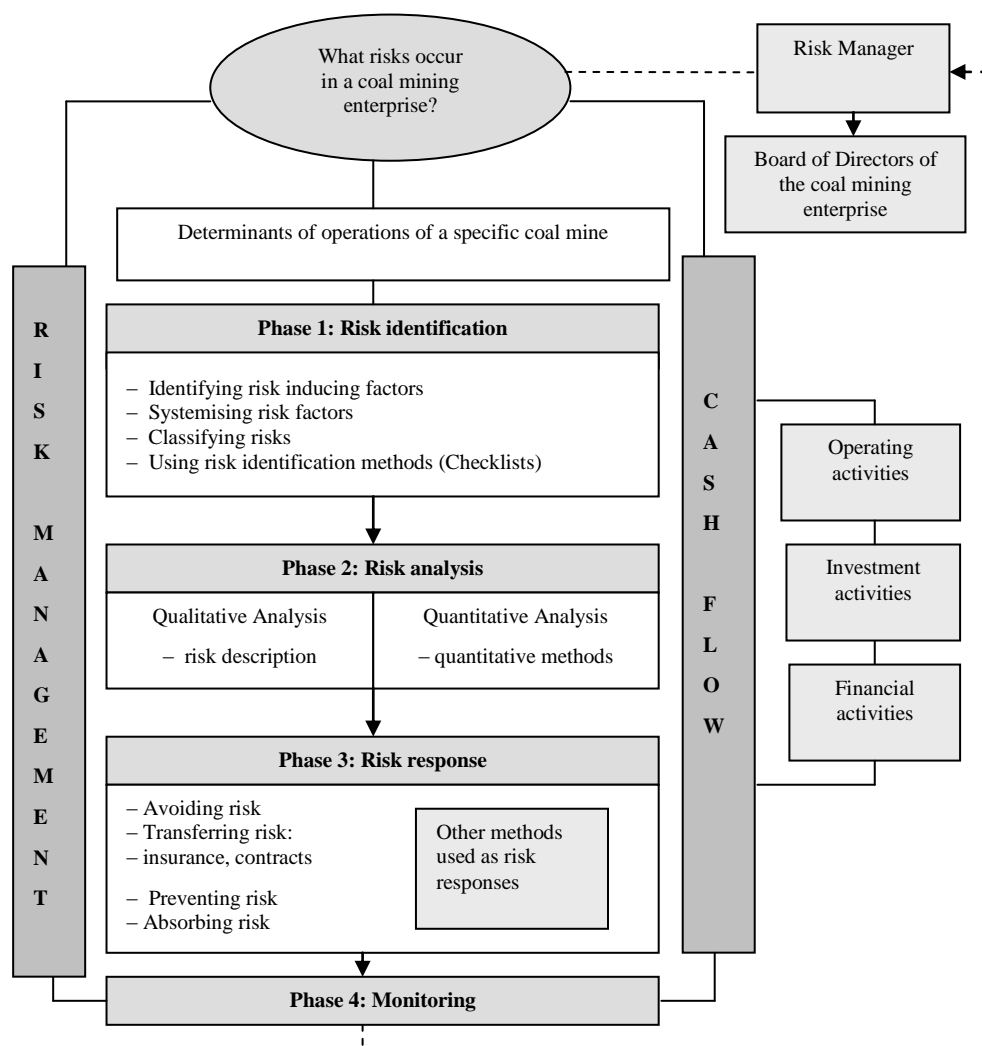 What risks occur
in a coal mining
enterprise?
Risk Manager
Board of Directors of
the coal mining
enterprise
Determinants of operations of a specific coal mine
R
I
S
K
M
A
N
A
G
E
M
E
N
T
Phase 1: Risk identification
– Identifying risk inducing factors
– Systemising risk factors
– Classifying risks
– Using risk identification methods (Checklists)
Phase 2: Risk analysis
Qualitative Analysis
– risk description
Quantitative Analysis
– quantitative methods
Phase 3: Risk response
– Avoiding risk
– Transferring risk:
– insurance, contracts
– Preventing risk
– Absorbing risk
Other methods
used as risk
responses
Phase 4: Monitoring
C
A
S
H
F
L
O
W
Operating
activities
Investment
activities
Financial
activities